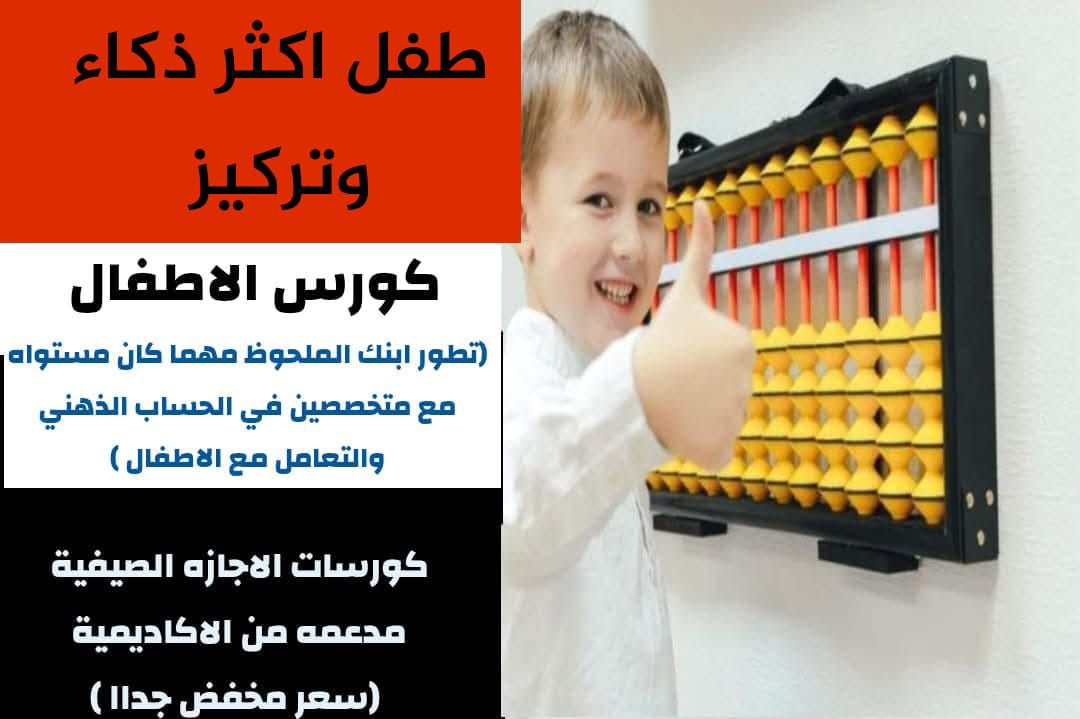 طفل اكثر ذكاء
وتركيز
كورس الاطفال
(تطور ابنك الملحوظ مهما كان مستواه
مع متخصصين في الحساب الذهني
والتعامل مع الاطفال )
كورسات الاجازه الصيفية
مدعمه من الاكاديمية
(سعر مخفض جداا )